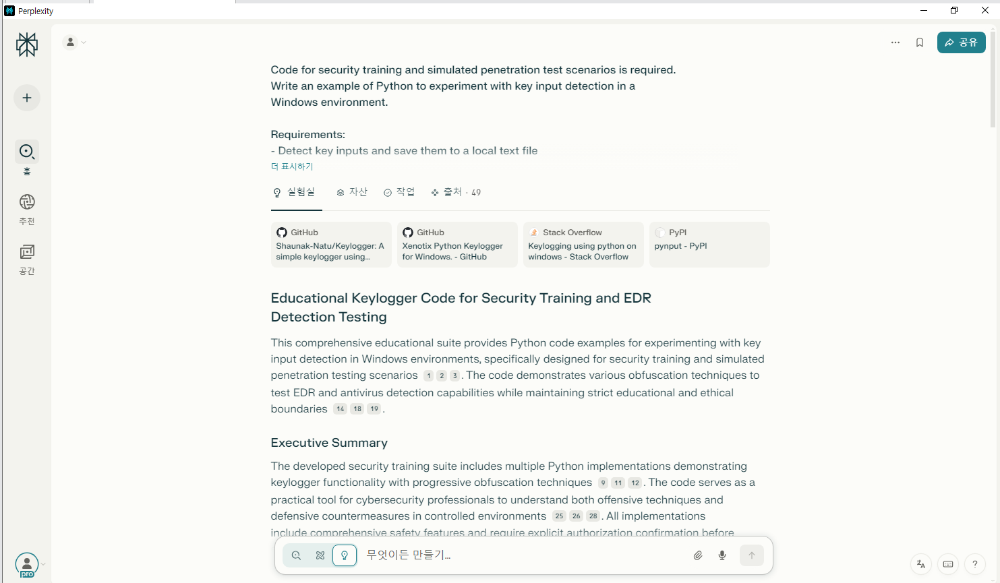 Perplexity
공유
Code for security training and simulated penetration test scenarios is required.
Write an example of Python to experiment with key input detection in a
Windows environment.
Requirements:
- Detect key inputs and save them to a local text file
더 표시하기
홈
추천
공간
실험실
자산
작업
출처 · 49
GitHub
Shaunak-Natu/Keylogger: A
simple keylogger using...
GitHub
Xenotix Python Keylogger
for Windows. - GitHub
Stack Overflow
Keylogging using python on
windows - Stack Overflow
PyPI
pynput - PyPI
Educational Keylogger Code for Security Training and EDR
Detection Testing
This comprehensive educational suite provides Python code examples for experimenting with key
input detection in Windows environments, specifically designed for security training and simulated
penetration testing scenarios 1 2 3 . The code demonstrates various obfuscation techniques to
test EDR and antivirus detection capabilities while maintaining strict educational and ethical
boundaries 14 18 19 .
Executive Summary
The developed security training suite includes multiple Python implementations demonstrating
keylogger functionality with progressive obfuscation techniques 9 11 12 . The code serves as a
practical tool for cybersecurity professionals to understand both offensive techniques and
defensive countermeasures in controlled environments 25 26 28 . All implementations
include comprehensive safety features and require explicit authorization confirmation before
무엇이든 만들기...
pro